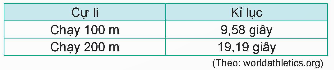 Cự li Kỉ lục
Chạy 100 m 9,58 giây
Chạy 200 m 19,19 giây
(Theo: worldathletics.org)